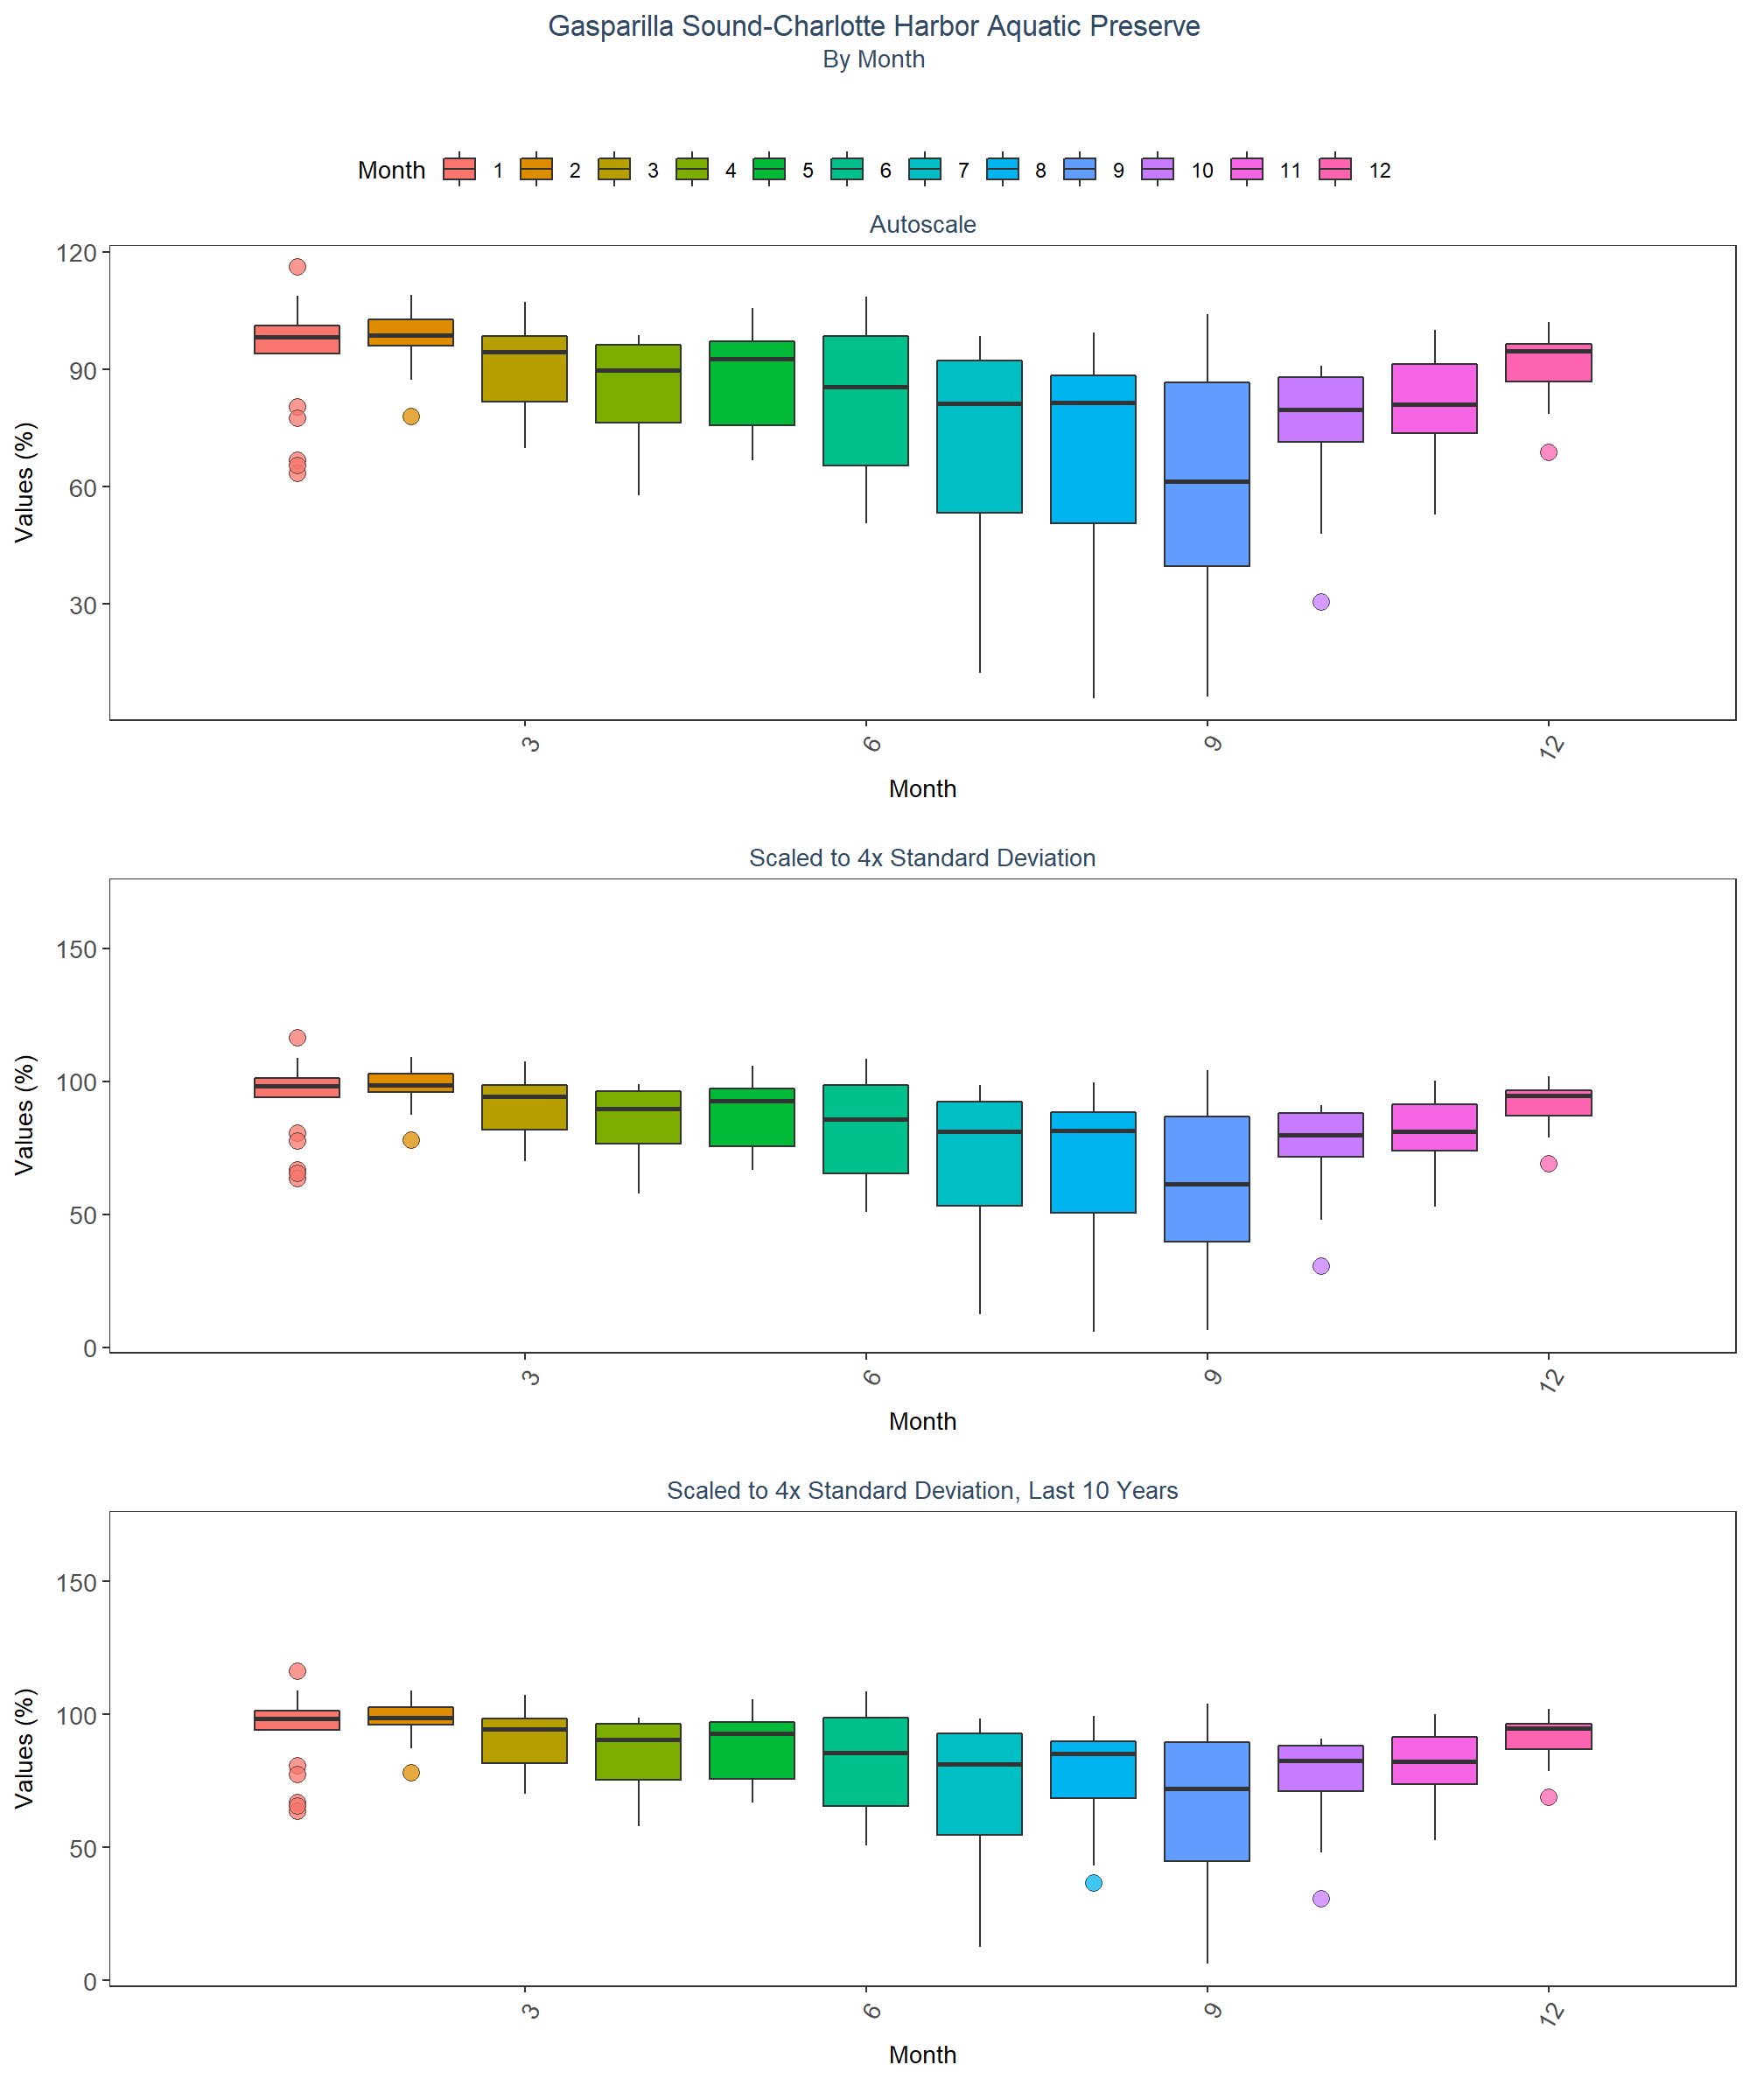 Gasparilla Sound-Charlotte Harbor Aquatic Preserve
By Month
Month 1 2 3 4 5 6 7 8 9 10 11 12
Autoscale
120
90
60
30
Values (%)
3 6 9 12
Month
Scaled to 4x Standard Deviation
150
100
50
0
Values (%)
3 6 9 12
Month
Scaled to 4x Standard Deviation, Last 10 Years
150
100
50
0
Values (%)
3 6 9 12
Month